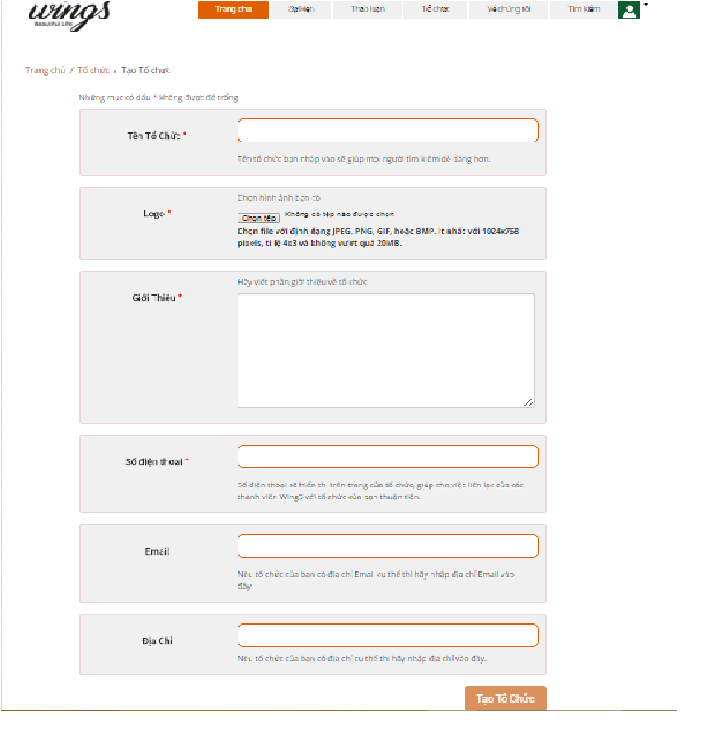 wings
Beautiful Life
Trang chủ Thảo luận Tổ chức Về chúng tôi Tìm kiếm
Trang chủ / Tổ chức / Tạo Tổ chức
Những mục có dấu * không được để trống
Tên Tổ Chức *
Tên tổ chức bạn nhập vào sẽ giúp mọi người tìm kiếm dễ dàng hơn.
Chọn hình ảnh bạn có
Logo *
Chọn tệp Không có tệp nào được chọn
Chọn file với định dạng JPEG, PNG, GIF, hoặc BMP. Ít nhất với 1024x768
pixels, tỉ lệ 4x3 và không vượt quá 20MB.
Hãy viết phần giới thiệu về tổ chức
Giới Thiệu *
Số điện thoại *
Số điện thoại sẽ hiển thị trên trang của tổ chức, giúp cho việc liên lạc của các
thành viên WingS với tổ chức của bạn thuận tiện.
Email
Nếu tổ chức của bạn có địa chỉ Email cụ thể thì hãy nhập địa chỉ Email vào
đây.
Địa Chỉ
Nếu tổ chức của bạn có địa chỉ cụ thể thì hãy nhập địa chỉ vào đây.
Tạo Tổ Chức